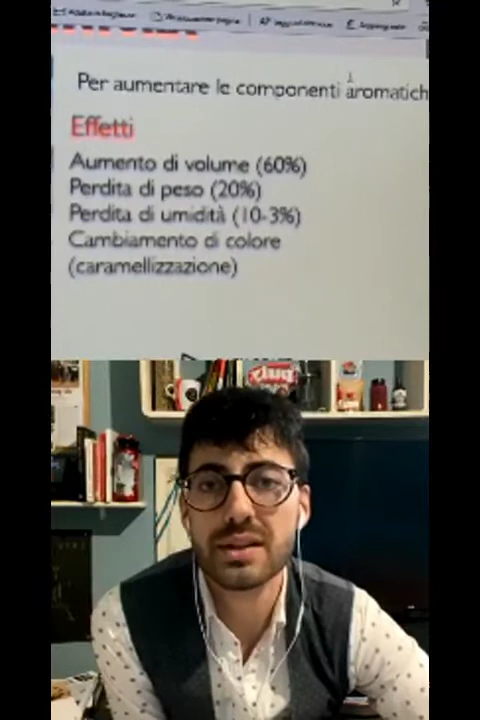 Per aumentare le componenti aromatich
Effetti
Aumento di volume (60%)
Perdita di peso (20%)
Perdita di umidità (10-3%)
Cambiamento di colore
(caramellizzazione)